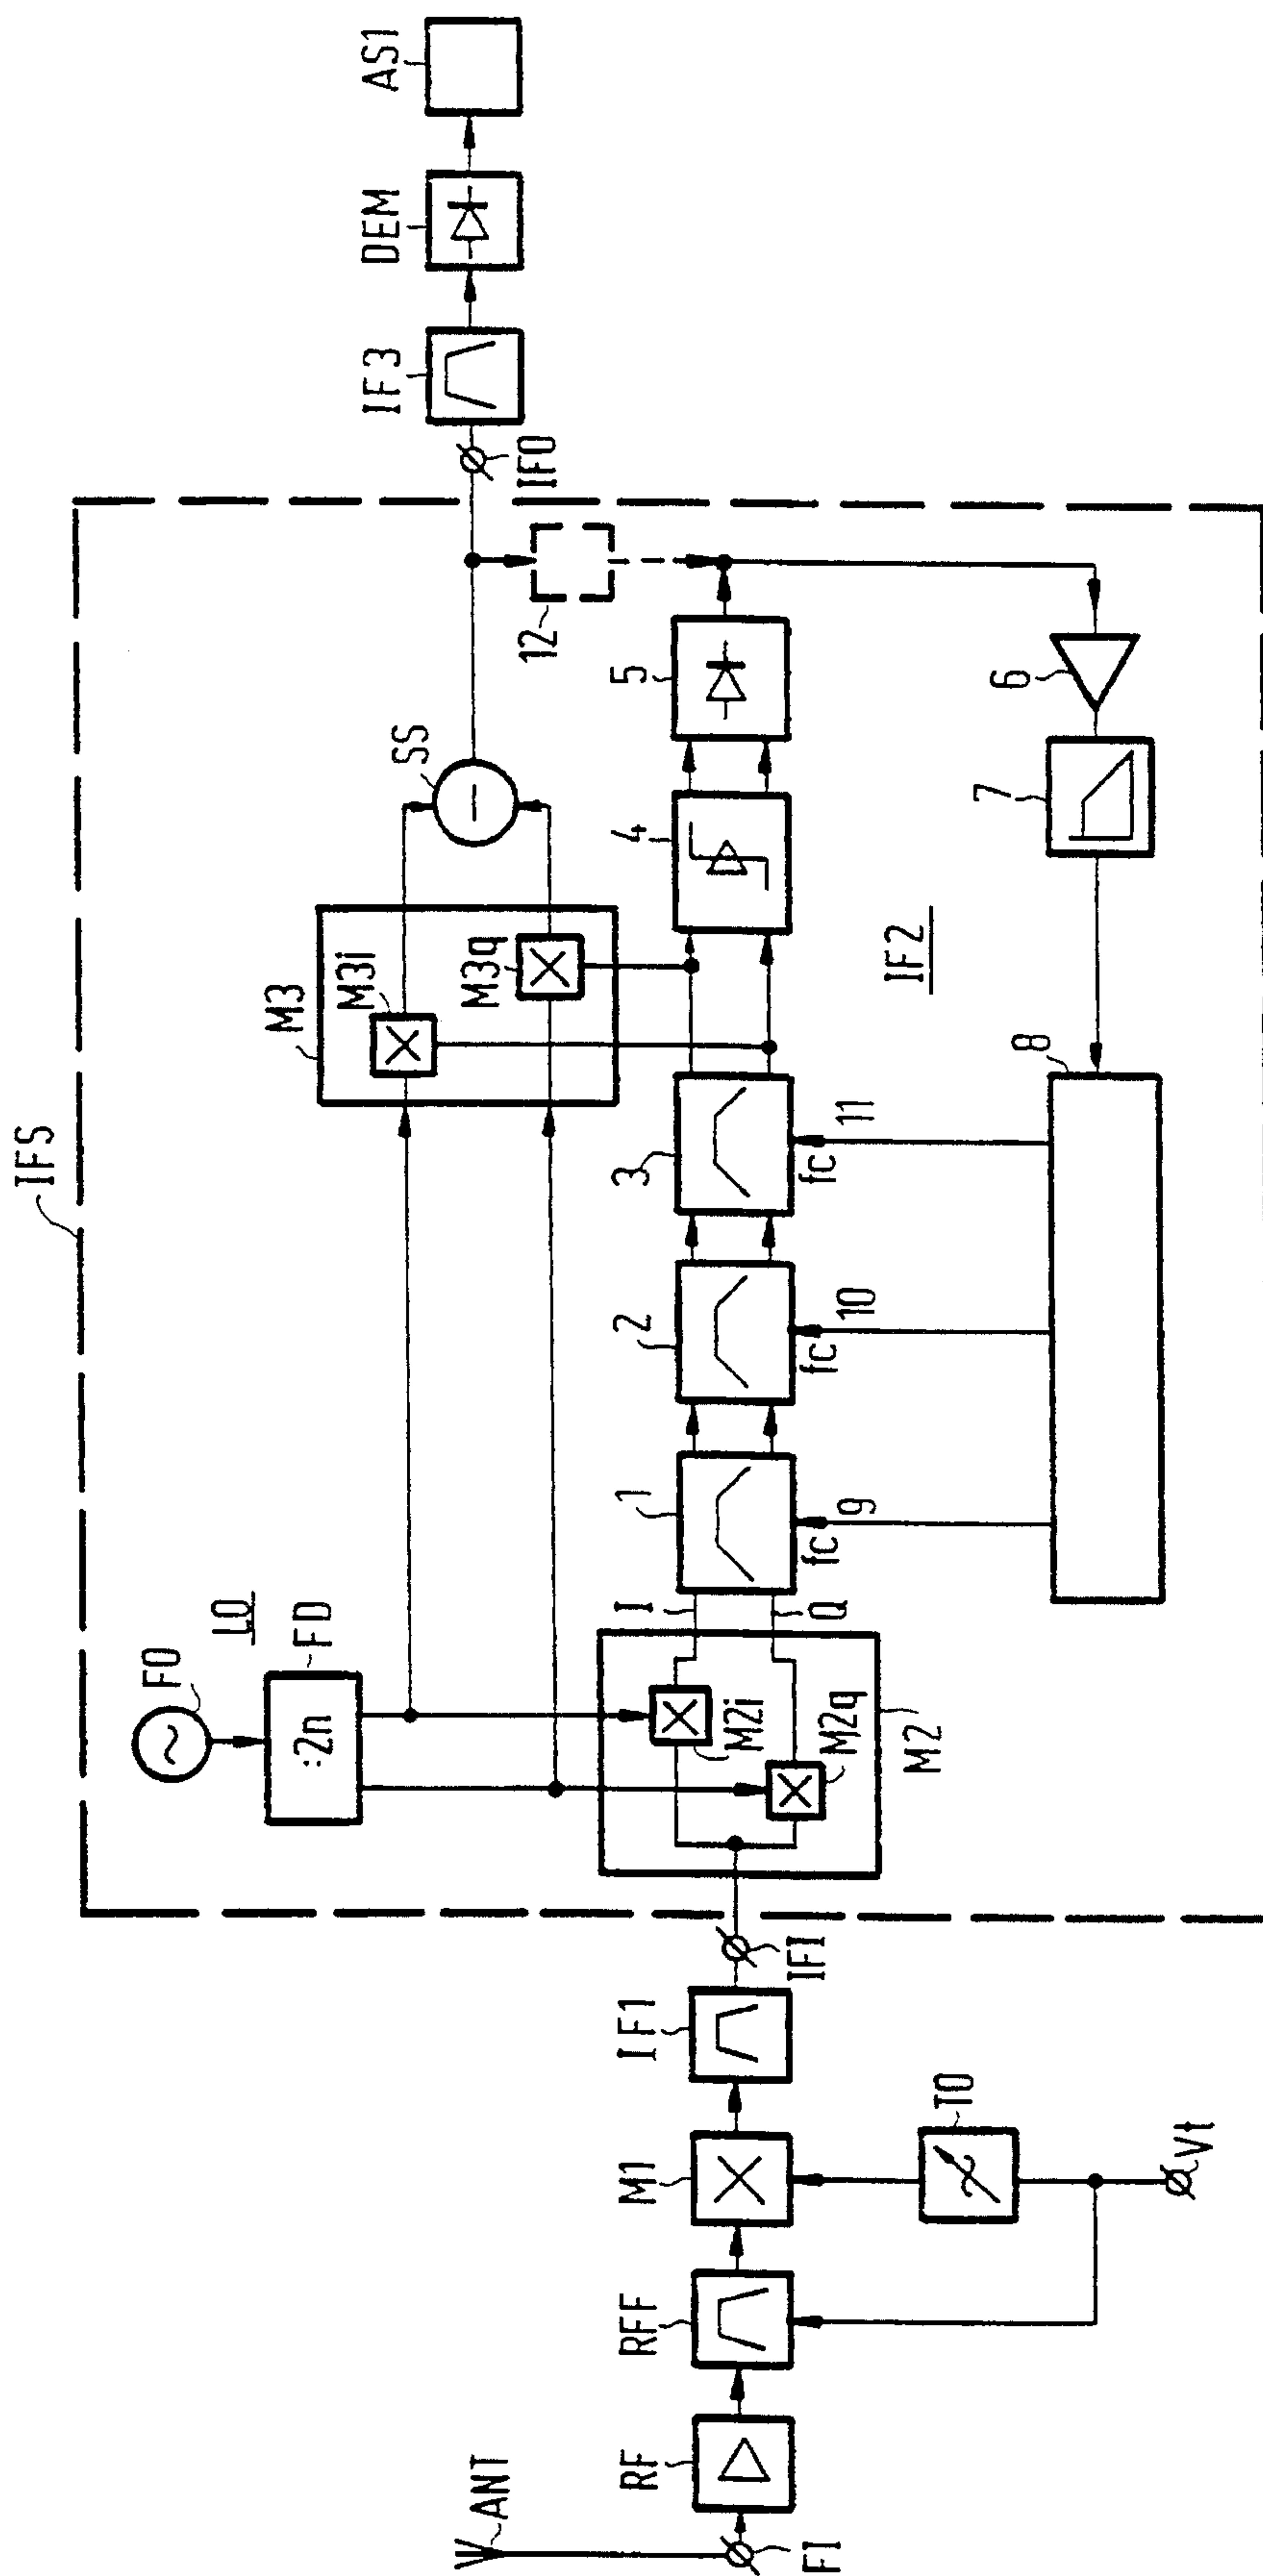 IFS
FO
LO
FD
:2n
M3
M3i
M3q
SS
12
IFO
IF3
DEM
AS1
ANT
FI
RF
RFF
M1
IF1
IFI
TO
Vt
M2i
M2q
M2
I
Q
1
2
3
4
5
fc
9
fc
10
fc
11
IF2
8
7
6